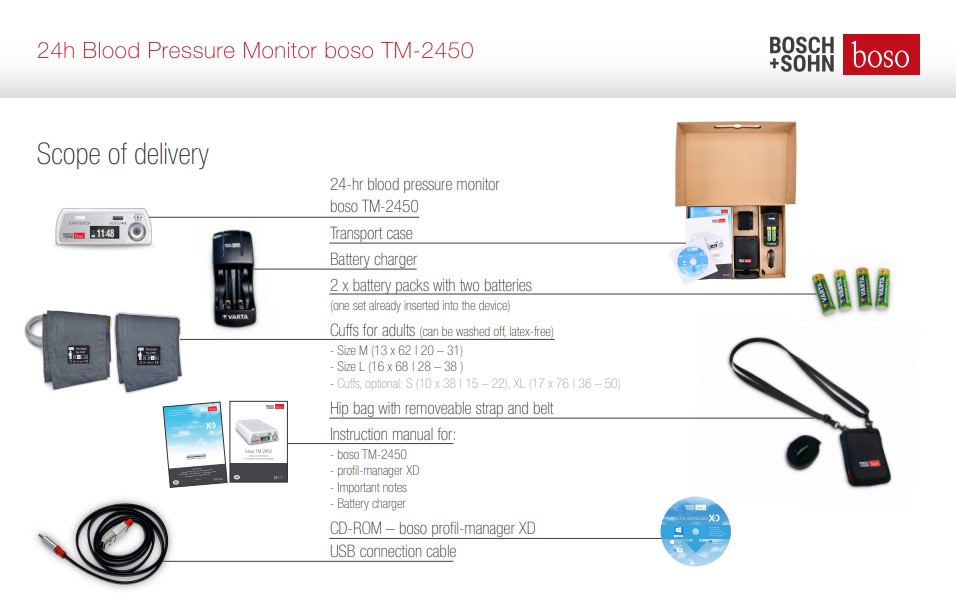 24h Blood Pressure Monitor boso TM-2450
BOSCH
+SOHN
boso
Scope of delivery
24-hr blood pressure monitor
boso TM-2450
Transport case
Battery charger
2 x battery packs with two batteries
(one set already inserted into the device)
Cuffs for adults (can be washed off, latex-free)
- Size M (13 x 62 | 20 – 31)
- Size L (16 x 68 | 28 – 38 )
- Cuffs, optional: S (10 x 38 | 15 – 22), XL (17 x 76 | 36 – 50)
Hip bag with removeable strap and belt
Instruction manual for:
- boso TM-2450
- profil-manager XD
- Important notes
- Battery charger
CD-ROM – boso profil-manager XD
USB connection cable
11:48
VARTA
VARTA
VARTA
VARTA
VARTA
XD
boso TM-2450
XD